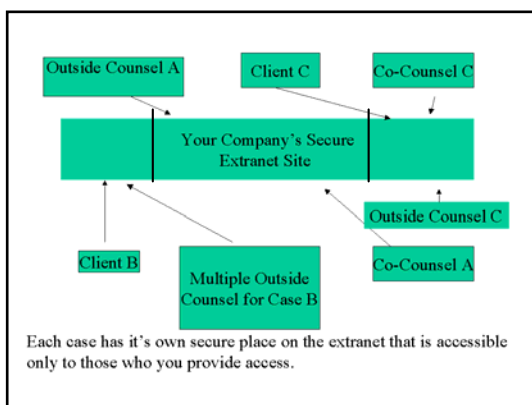 Outside Counsel A
Client C
Co-Counsel C
Your Company's Secure
Extranet Site
Outside Counsel C
Client B
Multiple Outside
Counsel for Case B
Co-Counsel A
Each case has it's own secure place on the extranet that is accessible
only to those who you provide access.